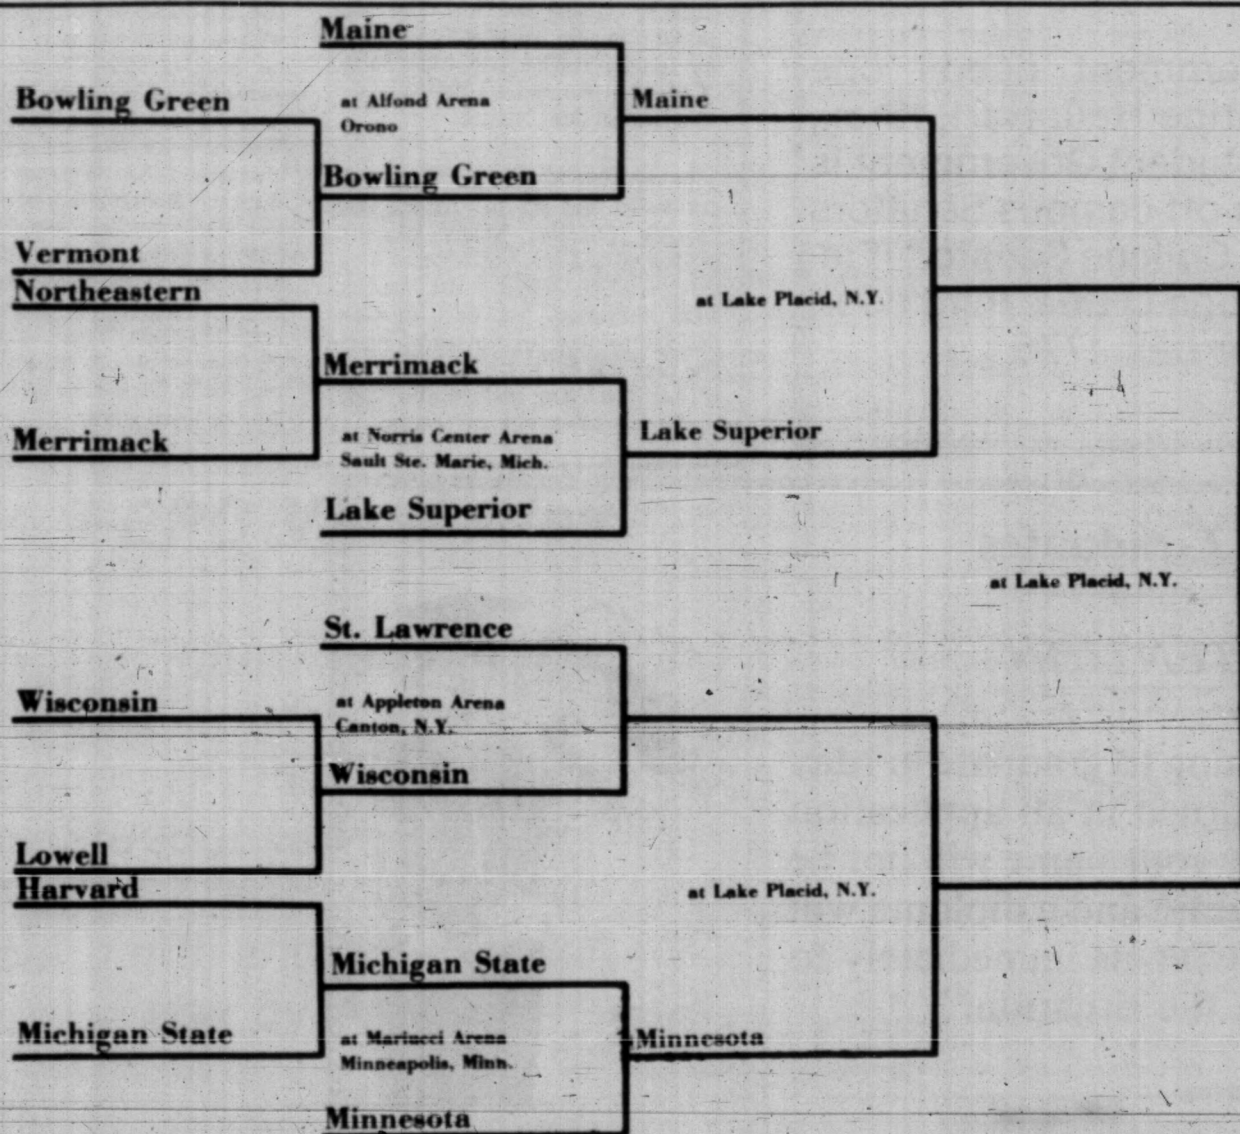 Maine
Bowling Green
at Alfond Arena
Orono
Maine
Bowling Green
Vermont
Northeastern
at Lake Placid, N.Y.
Merrimack
Merrimack
at Norris Center Arena
Sault Ste. Marie, Mich.
Lake Superior
Lake Superior
at Lake Placid, N.Y.
St. Lawrence
Wisconsin
at Appleton Arena
Canton, N.Y.
Wisconsin
Lowell
Harvard
at Lake Placid, N.Y.
Michigan State
Michigan State
at Mariucci Arena
Minneapolis, Minn.
Minnesota
Minnesota